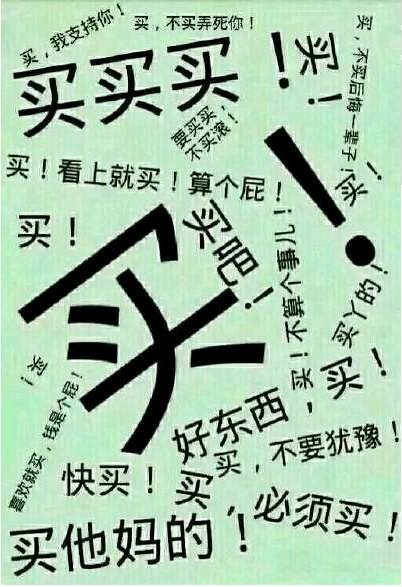 买，我支持你！
买，不买弄死你！
买买买！
买！
买，不买后悔一辈子！
要买买，
不买滚！
买！看上就买！算个屁！
买！
买！
买吧！
买！
买！不算个事儿！
买！
喜欢就买，钱是个屁！
好东西，买！
买，不要犹豫！
快买！
买，必须买！
买他妈的！